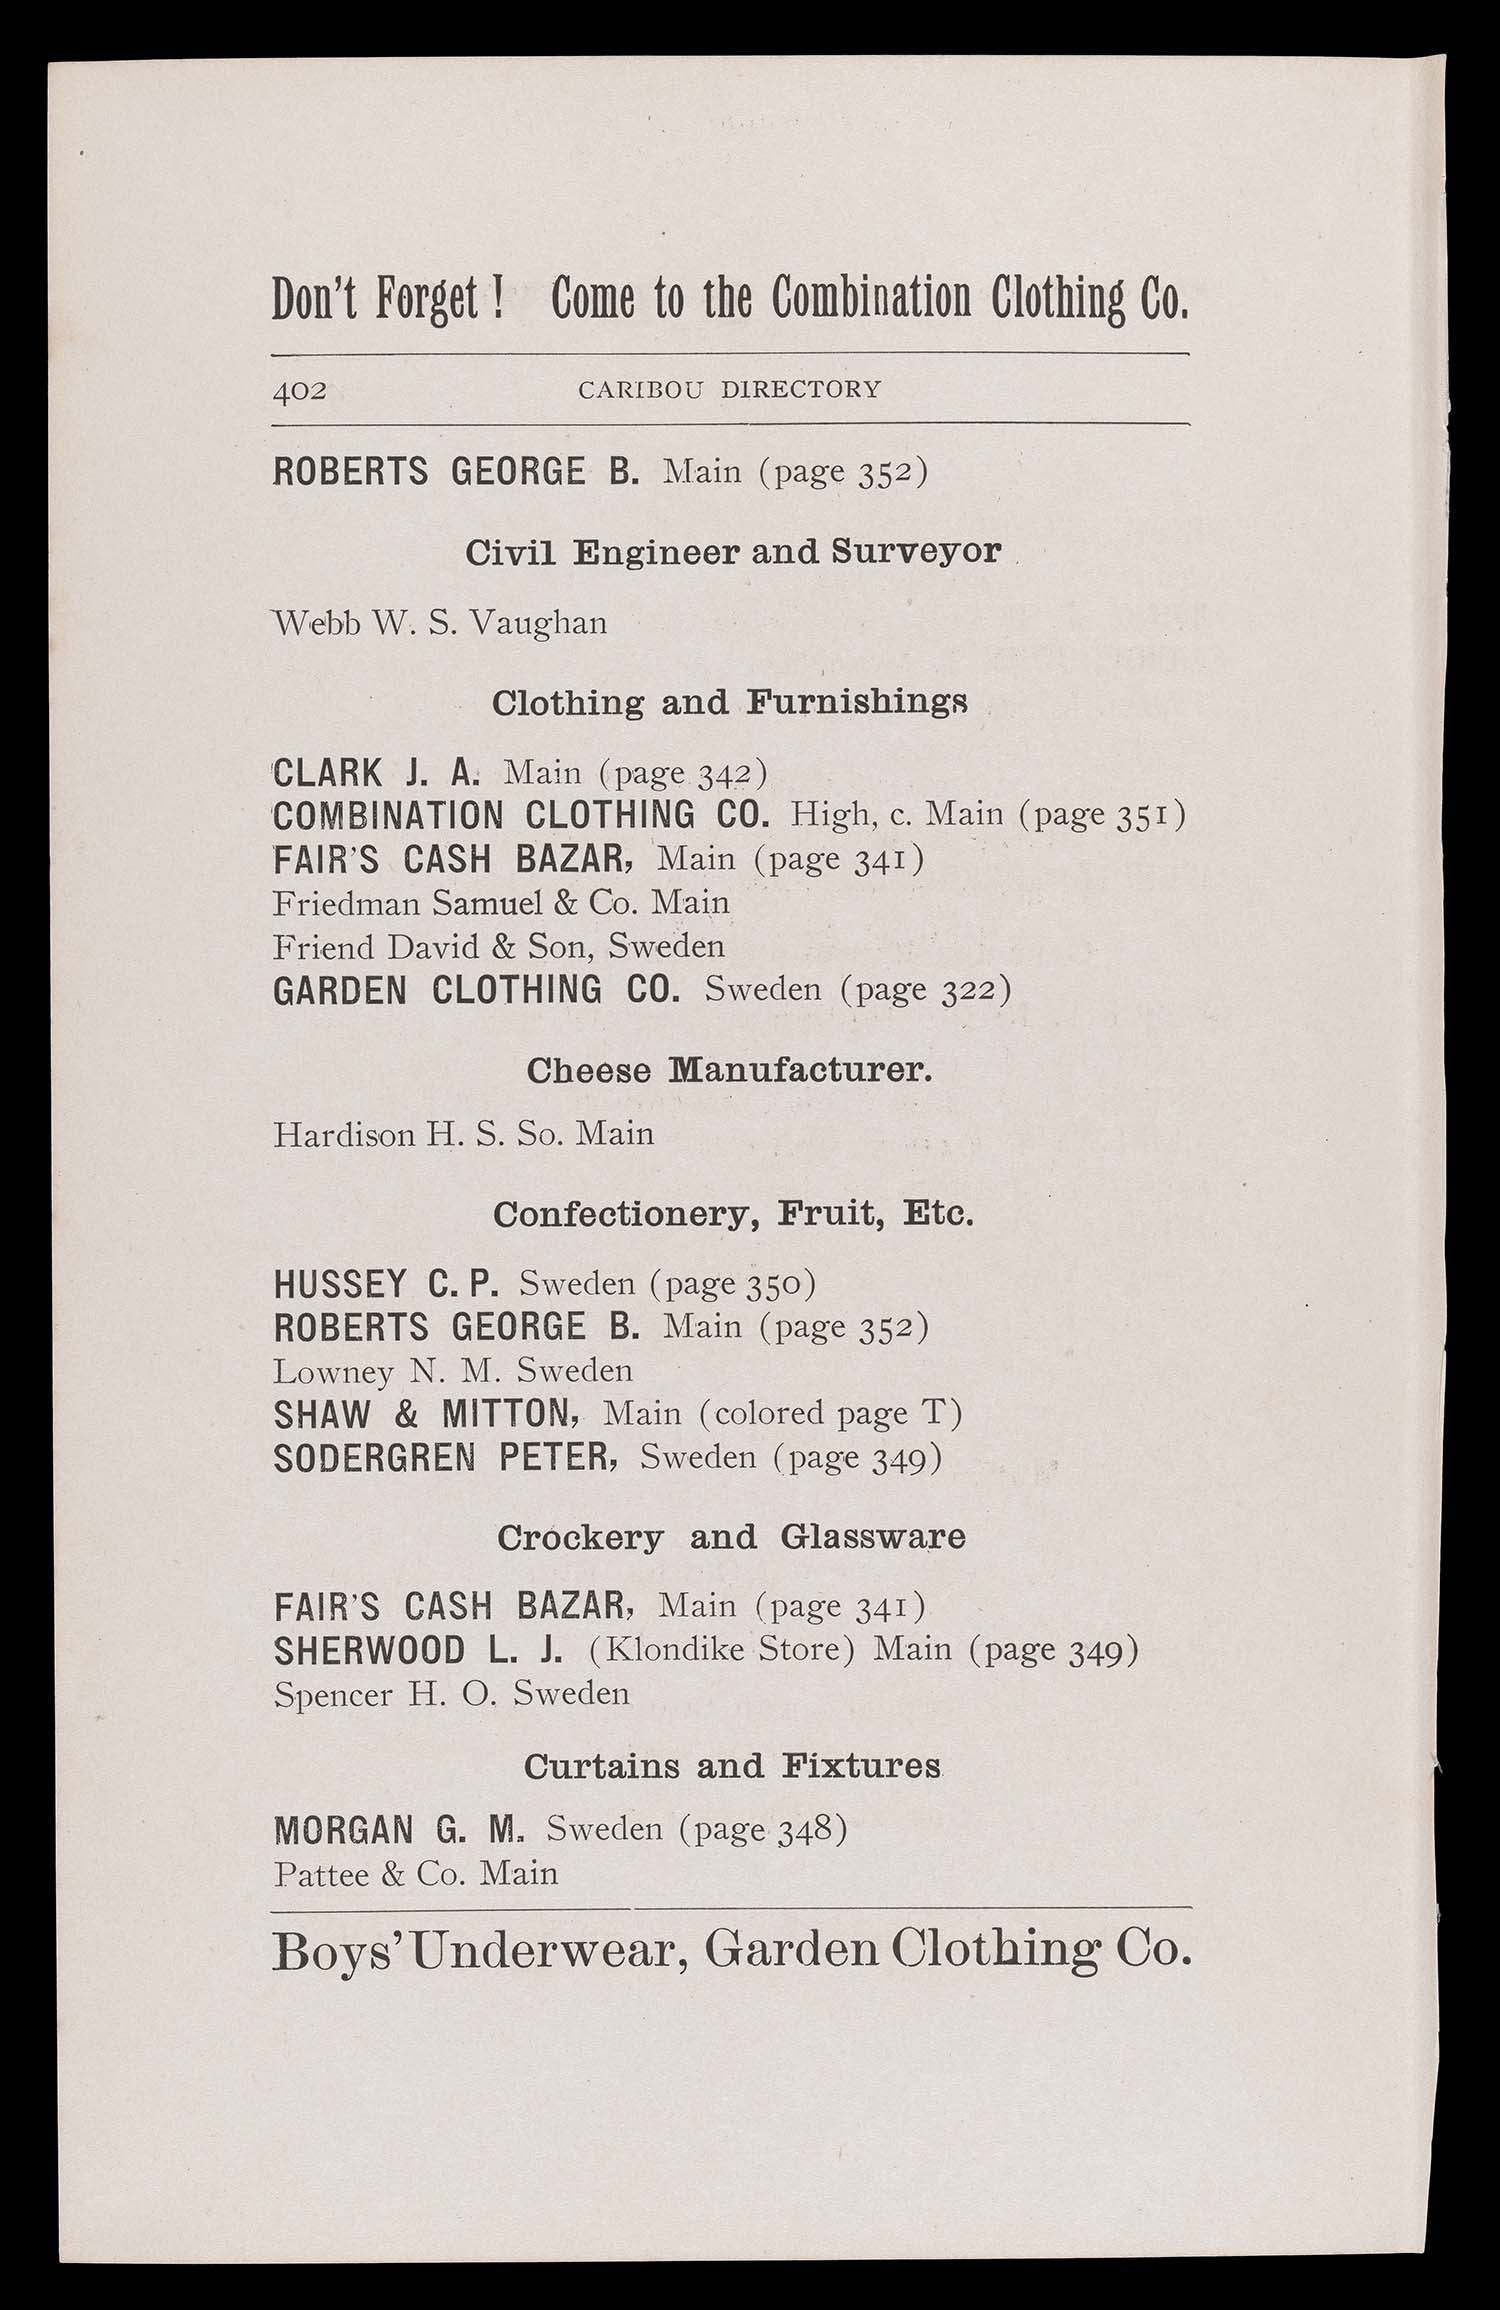 Don't Forget! Come to the Combination Clothing Co.
402 CARIBOU DIRECTORY
ROBERTS GEORGE B. Main (page 352)
Civil Engineer and Surveyor
Webb W. S. Vaughan
Clothing and Furnishings
CLARK J. A. Main (page 342)
COMBINATION CLOTHING CO. High, c. Main (page 351)
FAIR'S CASH BAZAR, Main (page 341)
Friedman Samuel & Co. Main
Friend David & Son, Sweden
GARDEN CLOTHING CO. Sweden (page 322)
Cheese Manufacturer.
Hardison H. S. So. Main
Confectionery, Fruit, Etc.
HUSSEY C. P. Sweden (page 350)
ROBERTS GEORGE B. Main (page 352)
Lowney N. M. Sweden
SHAW & MITTON, Main (colored page T)
SODERGREN PETER, Sweden (page 349)
Crockery and Glassware
FAIR'S CASH BAZAR, Main (page 341)
SHERWOOD L. J. (Klondike Store) Main (page 349)
Spencer H. O. Sweden
Curtains and Fixtures
MORGAN G. M. Sweden (page 348)
Pattee & Co. Main
Boys' Underwear, Garden Clothing Co.